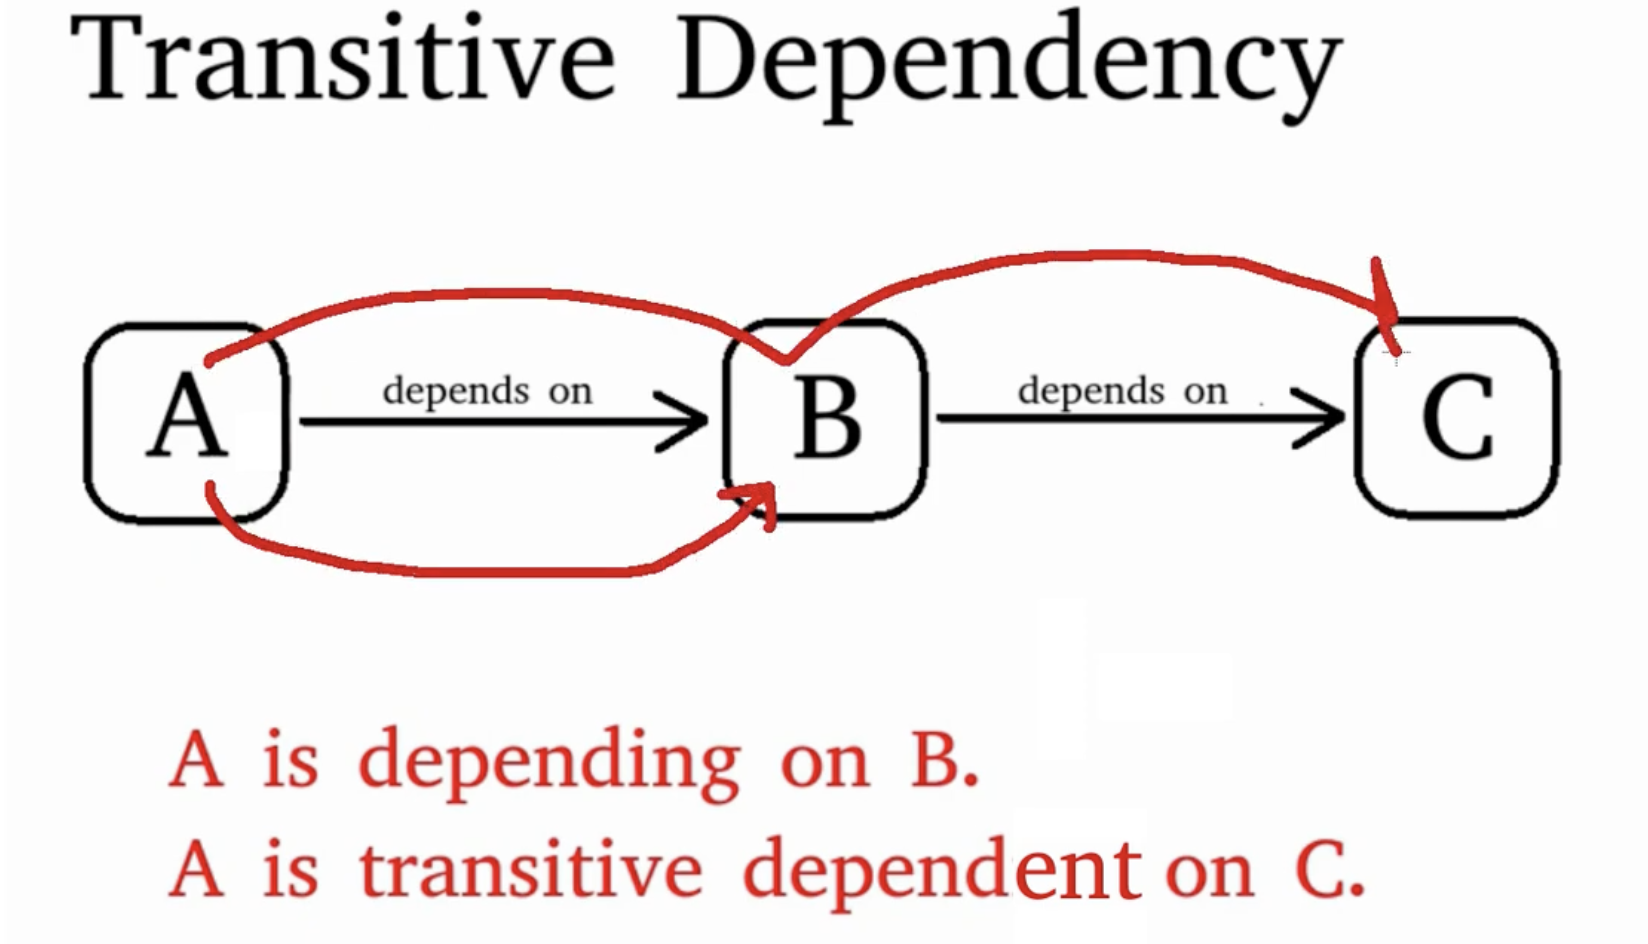 Transitive Dependency
depends on
depends on
A
B
C
A is depending on B.
A is transitive dependent on C.